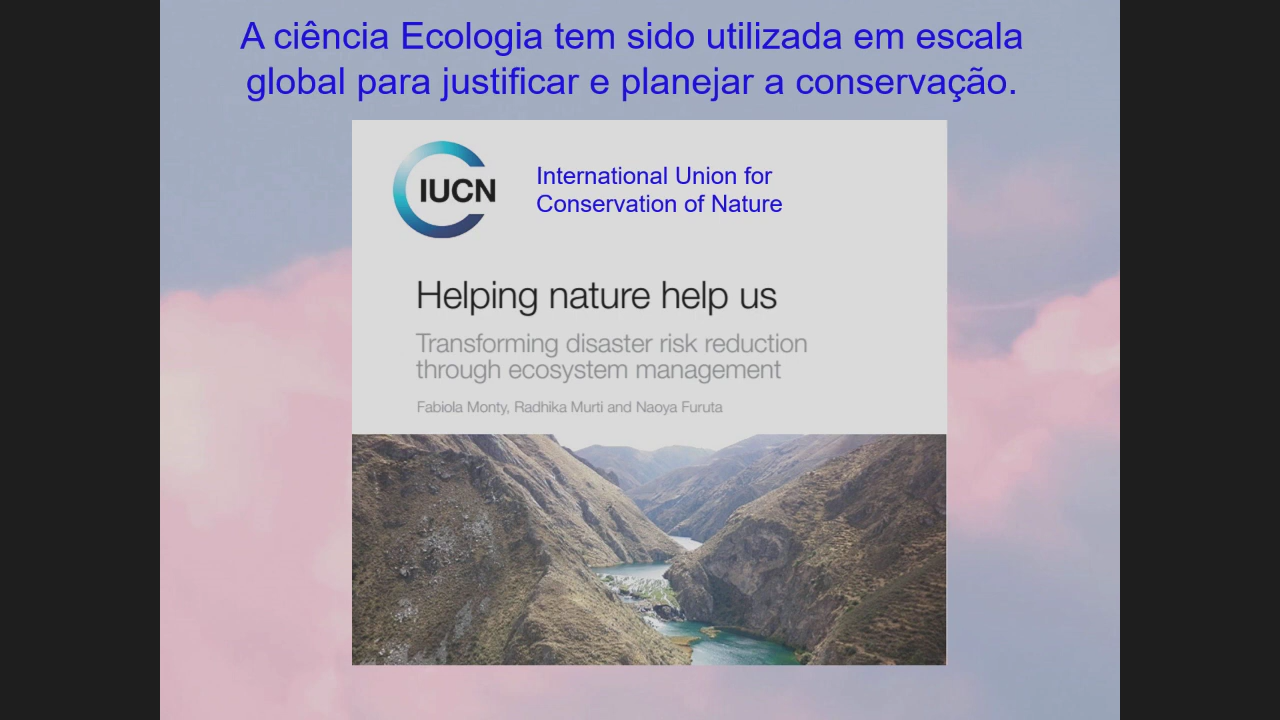 A ciência Ecologia tem sido utilizada em escala
global para justificar e planejar a conservação.
IUCN
International Union for
Conservation of Nature
Helping nature help us
Transforming disaster risk reduction
through ecosystem management
Fabiola Monty, Radhika Murti and Naoya Furuta